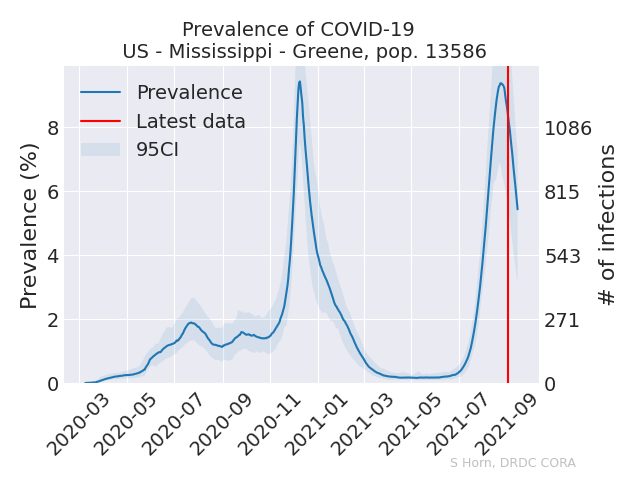 Prevalence of COVID-19
US - Mississippi - Greene, pop. 13586
Prevalence
Latest data
95CI
Prevalence (%)
8
6
4
2
0
1086
815
543
271
0
# of infections
2020-03
2020-05
2020-07
2020-09
2020-11
2021-01
2021-03
2021-05
2021-07
2021-09
S Horn, DRDC CORA